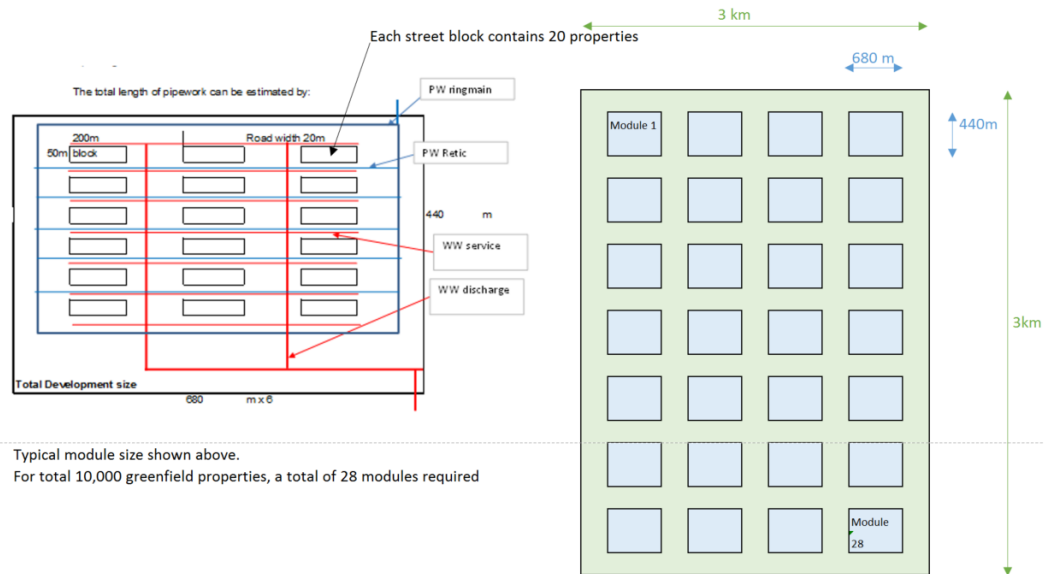 Each street block contains 20 properties
The total length of pipework can be estimated by:
PW ringmain
200m
Road width 20m
50m
block
PW Retic
440 m
WW service
WW discharge
Total Development size
680 m x 6
Typical module size shown above.
For total 10,000 greenfield properties, a total of 28 modules required
3 km
680 m
Module 1
440m
3km
Module
28